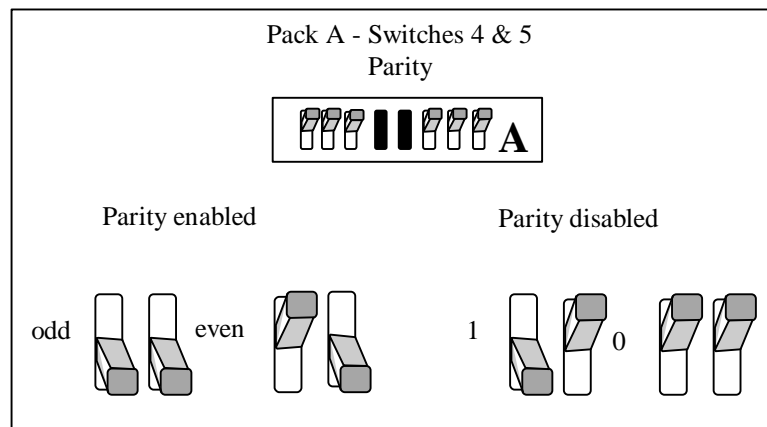 Pack A - Switches 4 & 5
Parity
A
Parity enabled
Parity disabled
odd
even
1
0